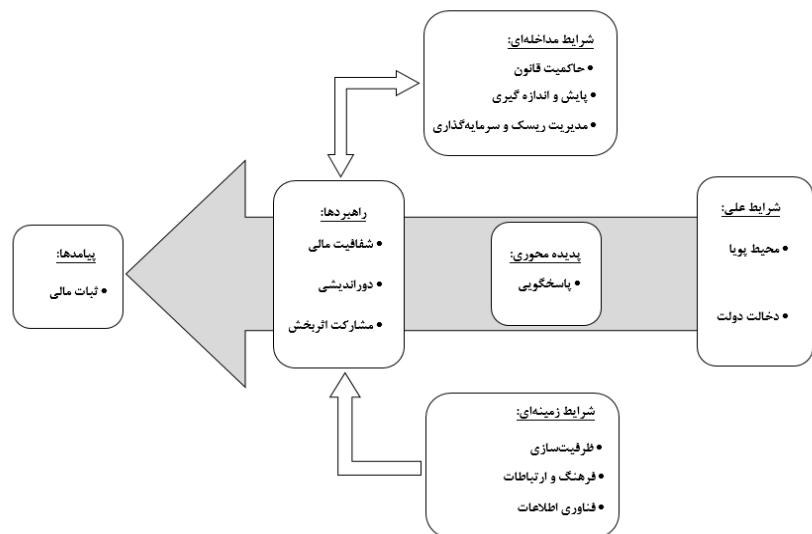 شرایط مداخله‌ای:
• حاکمیت قانون
• پایش و اندازه گیری
• مدیریت ریسک و سرمایه‌گذاری
شرایط علی:
• محیط پویا
• دخالت دولت
پدیده محوری:
• پاسخگویی
راهبردها:
• شفافیت مالی
• دوراندیشی
• مشارکت اثربخش
پیامدها:
• ثبات مالی
شرایط زمینه‌ای:
• ظرفیت‌سازی
• فرهنگ و ارتباطات
• فناوری اطلاعات